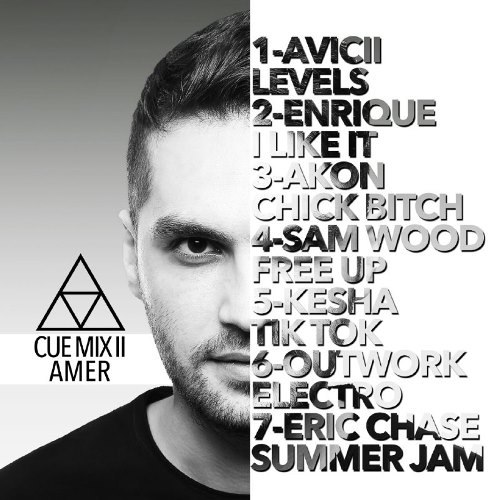 CUE MIX II
AMER
1-AVICII
LEVELS
2-ENRIQUE
I LIKE IT
3-AKON
CHICK BITCH
4-SAM WOOD
FREE UP
5-KESHA
TIK TOK
6-OUTWORK
ELECTRO
7-ERIC CHASE
SUMMER JAM